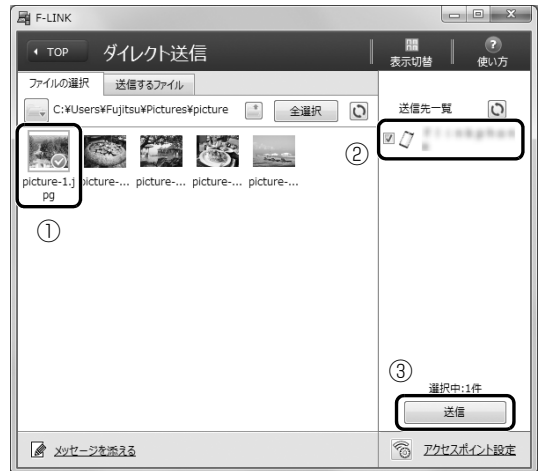 F-LINK
TOP ダイレクト送信 表示切替 ? 使い方
ファイルの選択 送信するファイル
C:¥Users¥Fujitsu¥Pictures¥picture 全選択 送信先一覧
②
picture-1.jpg picture-... picture-... picture-... picture-...
①
③
選択中:1件
送信
メッセージを添える アクセスポイント設定